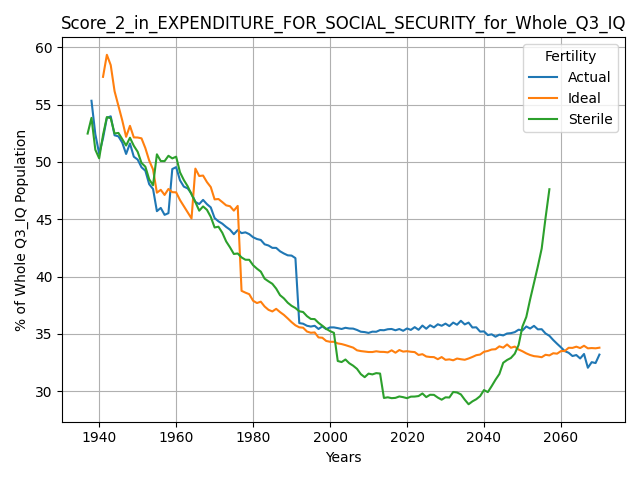 Score_2_in_EXPENDITURE_FOR_SOCIAL_SECURITY_for_Whole_Q3_IQ
Fertility
Actual
Ideal
Sterile
% of Whole Q3_IQ Population
60
55
50
45
40
35
30
1940 1960 1980 2000 2020 2040 2060
Years